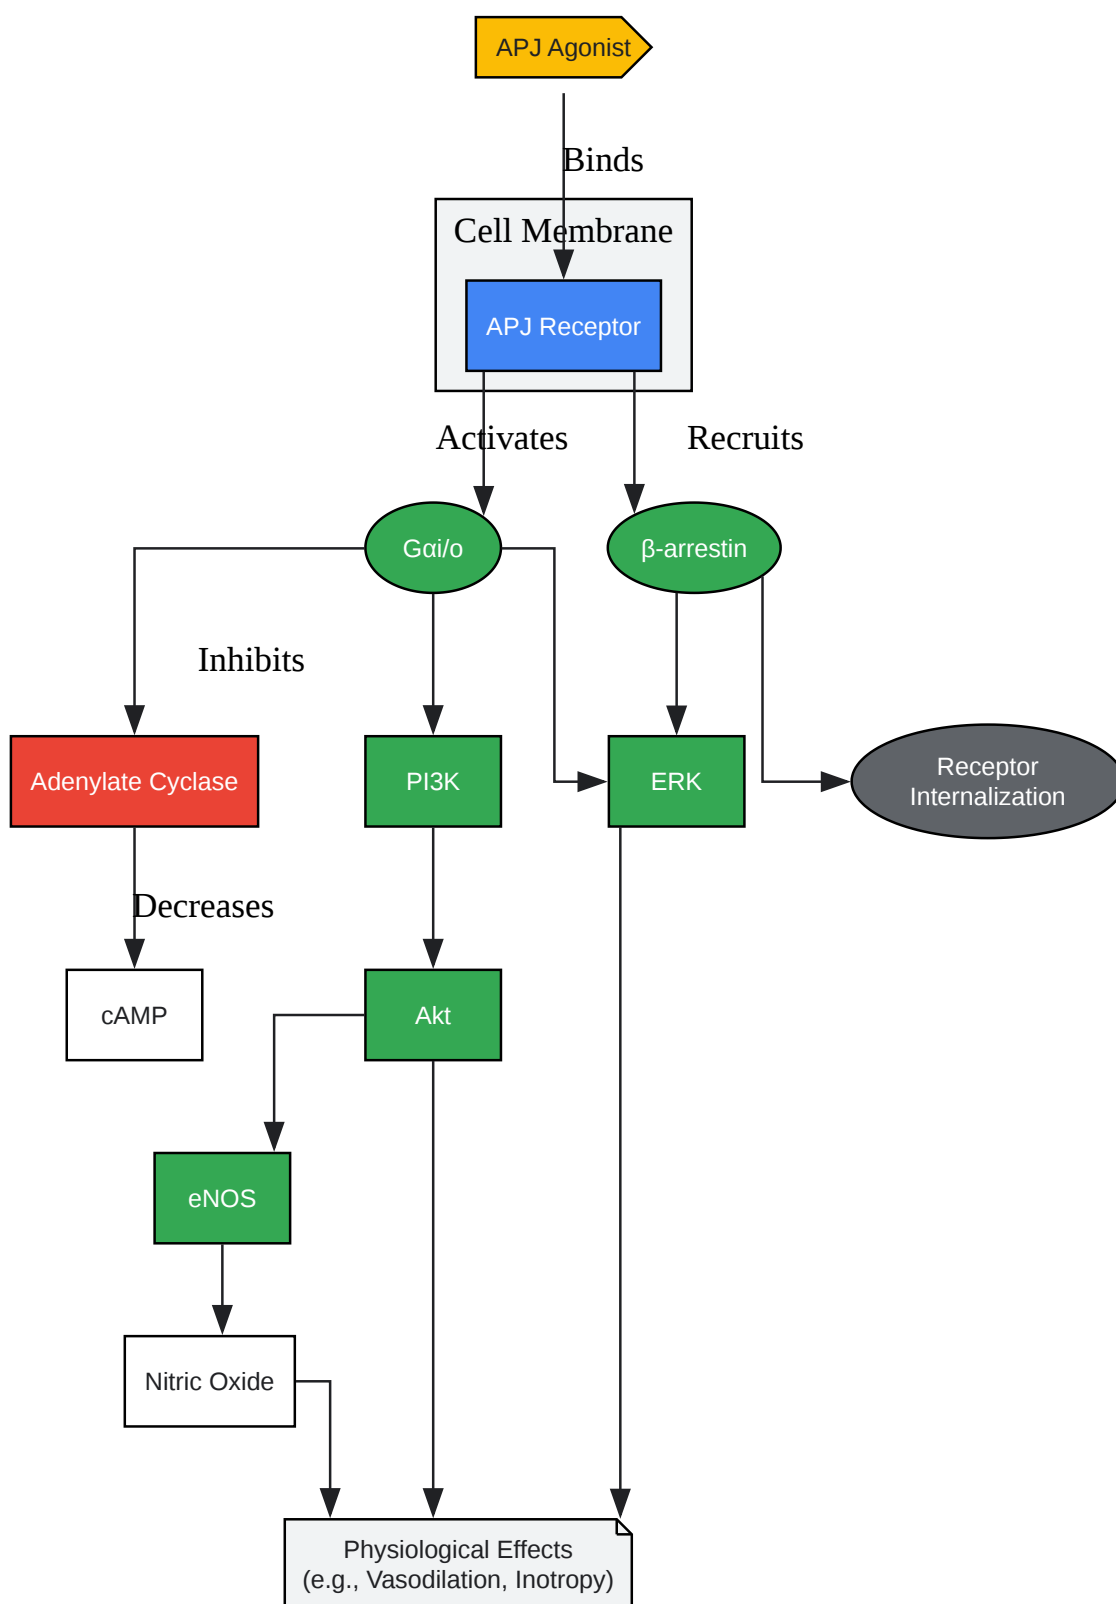 APJ Agonist
Binds
Cell Membrane
APJ Receptor
Activates
Recruits
Gαi/o
β-arrestin
Inhibits
Adenylate Cyclase
PI3K
ERK
Receptor
Internalization
Decreases
cAMP
Akt
eNOS
Nitric Oxide
Physiological Effects
(e.g., Vasodilation, Inotropy)